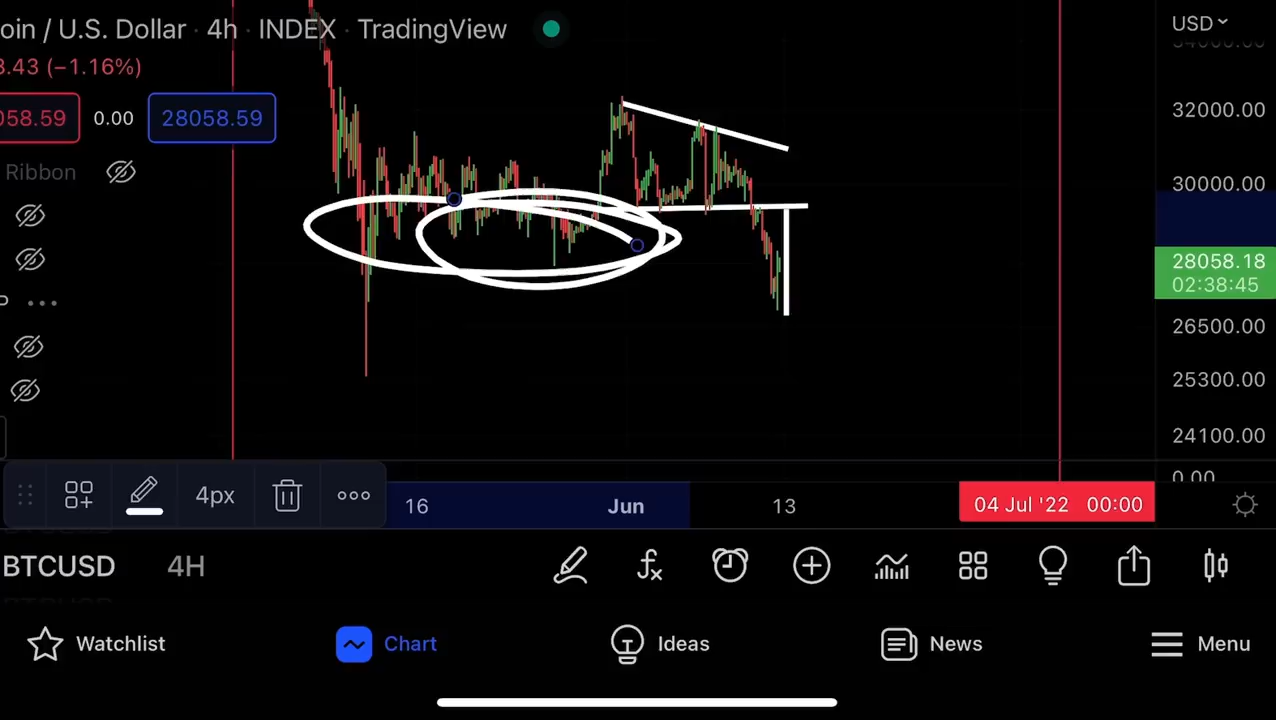 oin / U.S. Dollar · 4h · INDEX · TradingView
USD
34000.00
3.43 (−1.16%)
058.59 0.00 28058.59
32000.00
Ribbon
30000.00
28058.18
02:38:45
P
26500.00
25300.00
24100.00
0.00
4px
16 Jun 13 04 Jul '22 00:00
BTCUSD 4H
Watchlist Chart Ideas News Menu